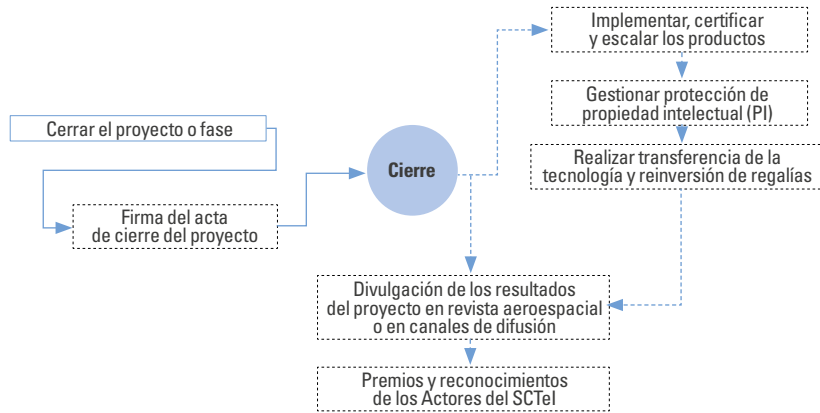 Cerrar el proyecto o fase
Firma del acta
de cierre del proyecto
Cierre
Implementar, certificar
y escalar los productos
Gestionar protección de
propiedad intelectual (PI)
Realizar transferencia de la
tecnología y reinversión de regalías
Divulgación de los resultados
del proyecto en revista aeroespacial
o en canales de difusión
Premios y reconocimientos
de los Actores del SCTeI